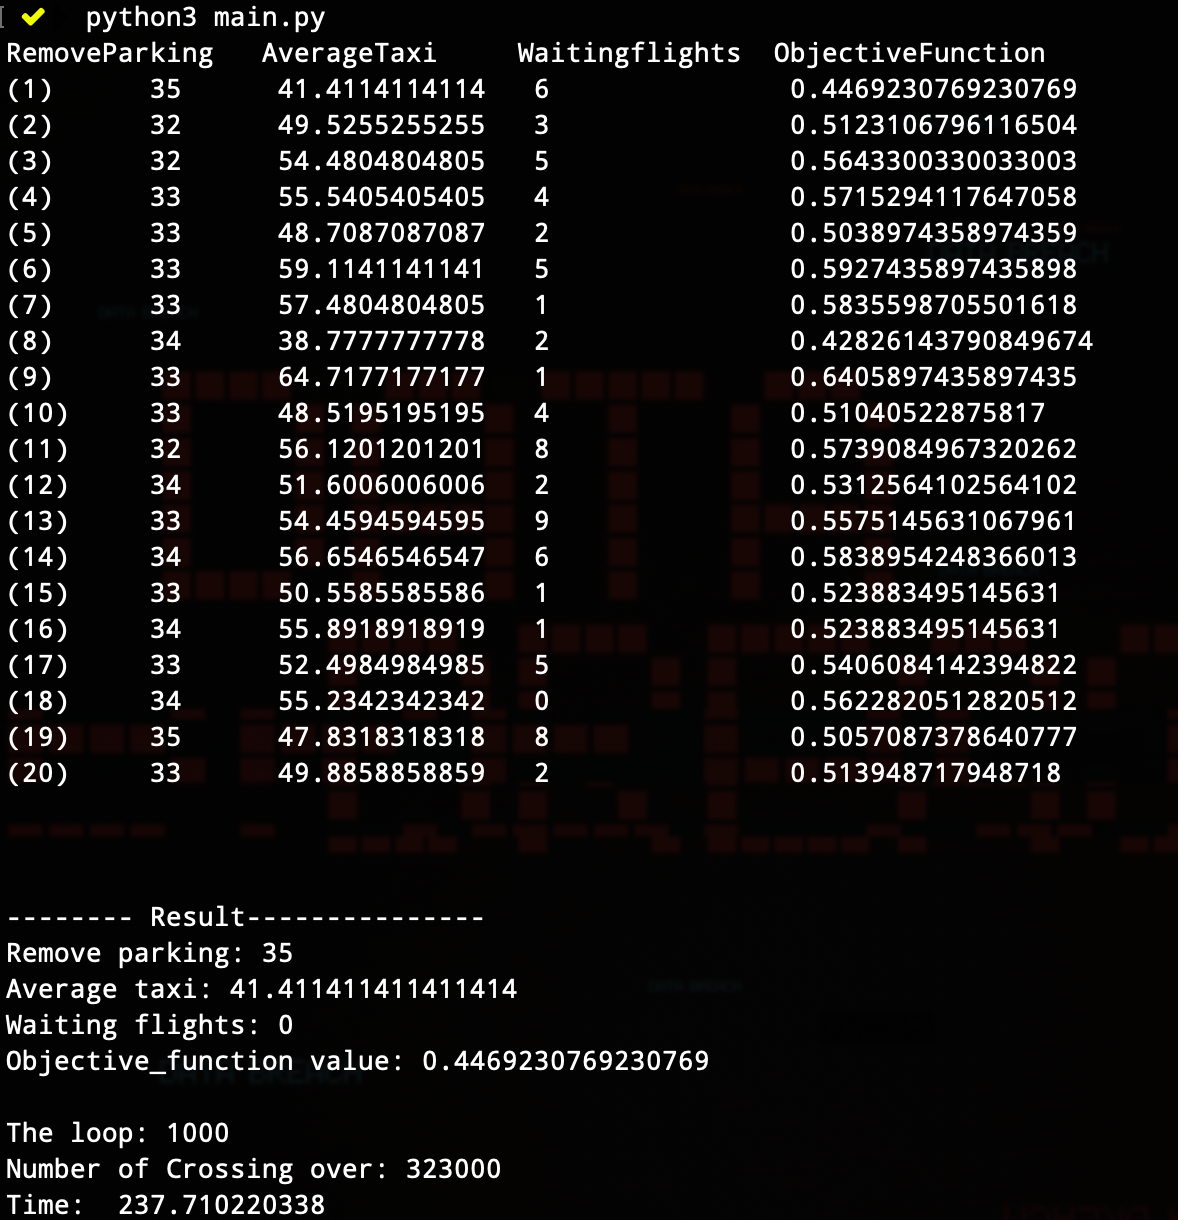 python3 main.py
RemoveParking AverageTaxi Waitingflights ObjectiveFunction
(1) 35 41.4114114114 6 0.4469230769230769
(2) 32 49.5255255255 3 0.5123106796116504
(3) 32 54.4804804805 5 0.5643300330033003
(4) 33 55.5405405405 4 0.5715294117647058
(5) 33 48.7087087087 2 0.5038974358974359
(6) 33 59.1141141141 5 0.5927435897435898
(7) 33 57.4804804805 1 0.5835598705501618
(8) 34 38.7777777778 2 0.42826143790849674
(9) 33 64.7177177177 1 0.6405897435897435
(10) 33 48.5195195195 4 0.51040522875817
(11) 32 56.1201201201 8 0.5739084967320262
(12) 34 51.6006006006 2 0.5312564102564102
(13) 33 54.4594594595 9 0.5575145631067961
(14) 34 56.6546546547 6 0.5838954248366013
(15) 33 50.5585585586 1 0.523883495145631
(16) 34 55.8918918919 1 0.523883495145631
(17) 33 52.4984984985 5 0.5406084142394822
(18) 34 55.2342342342 0 0.5622820512820512
(19) 35 47.8318318318 8 0.5057087378640777
(20) 33 49.8858858859 2 0.513948717948718
-------- Result---------------
Remove parking: 35
Average taxi: 41.411411411411414
Waiting flights: 0
Objective_function value: 0.4469230769230769
The loop: 1000
Number of Crossing over: 323000
Time: 237.710220338